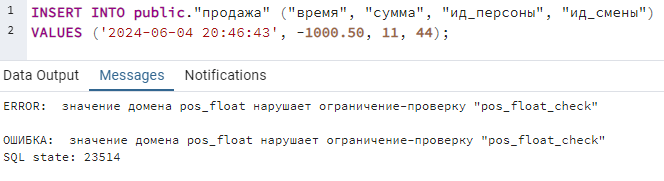 1 INSERT INTO public."продажа" ("время", "сумма", "ид_персоны", "ид_смены")
2 VALUES ('2024-06-04 20:46:43', -1000.50, 11, 44);
Data Output Messages Notifications
ERROR: значение домена pos_float нарушает ограничение-проверку "pos_float_check"
ОШИБКА: значение домена pos_float нарушает ограничение-проверку "pos_float_check"
SQL state: 23514